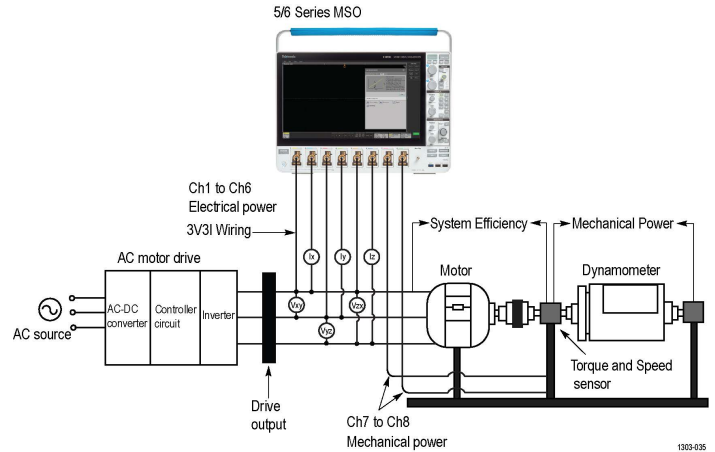 5/6 Series MSO
Tektronix
Ch1 to Ch6
Electrical power
3V3I Wiring
System Efficiency
Mechanical Power
Ix
Iy
Iz
AC motor drive
Motor
Dynamometer
AC source
AC-DC
converter
Controller
circuit
Inverter
Vxy
Vyz
Vzx
Torque and Speed
sensor
Drive
output
Ch7 to Ch8
Mechanical power
1303-035